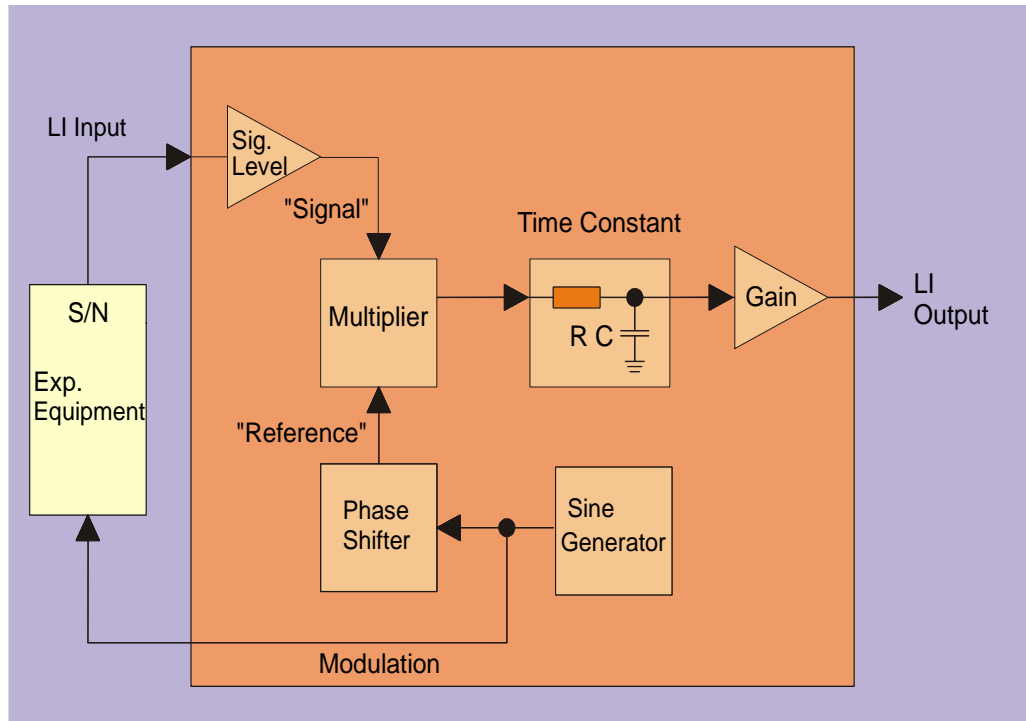 LI Input
Sig.
Level
"Signal"
Time Constant
S/N
Exp.
Equipment
Multiplier
R C
Gain
LI
Output
"Reference"
Phase
Shifter
Sine
Generator
Modulation